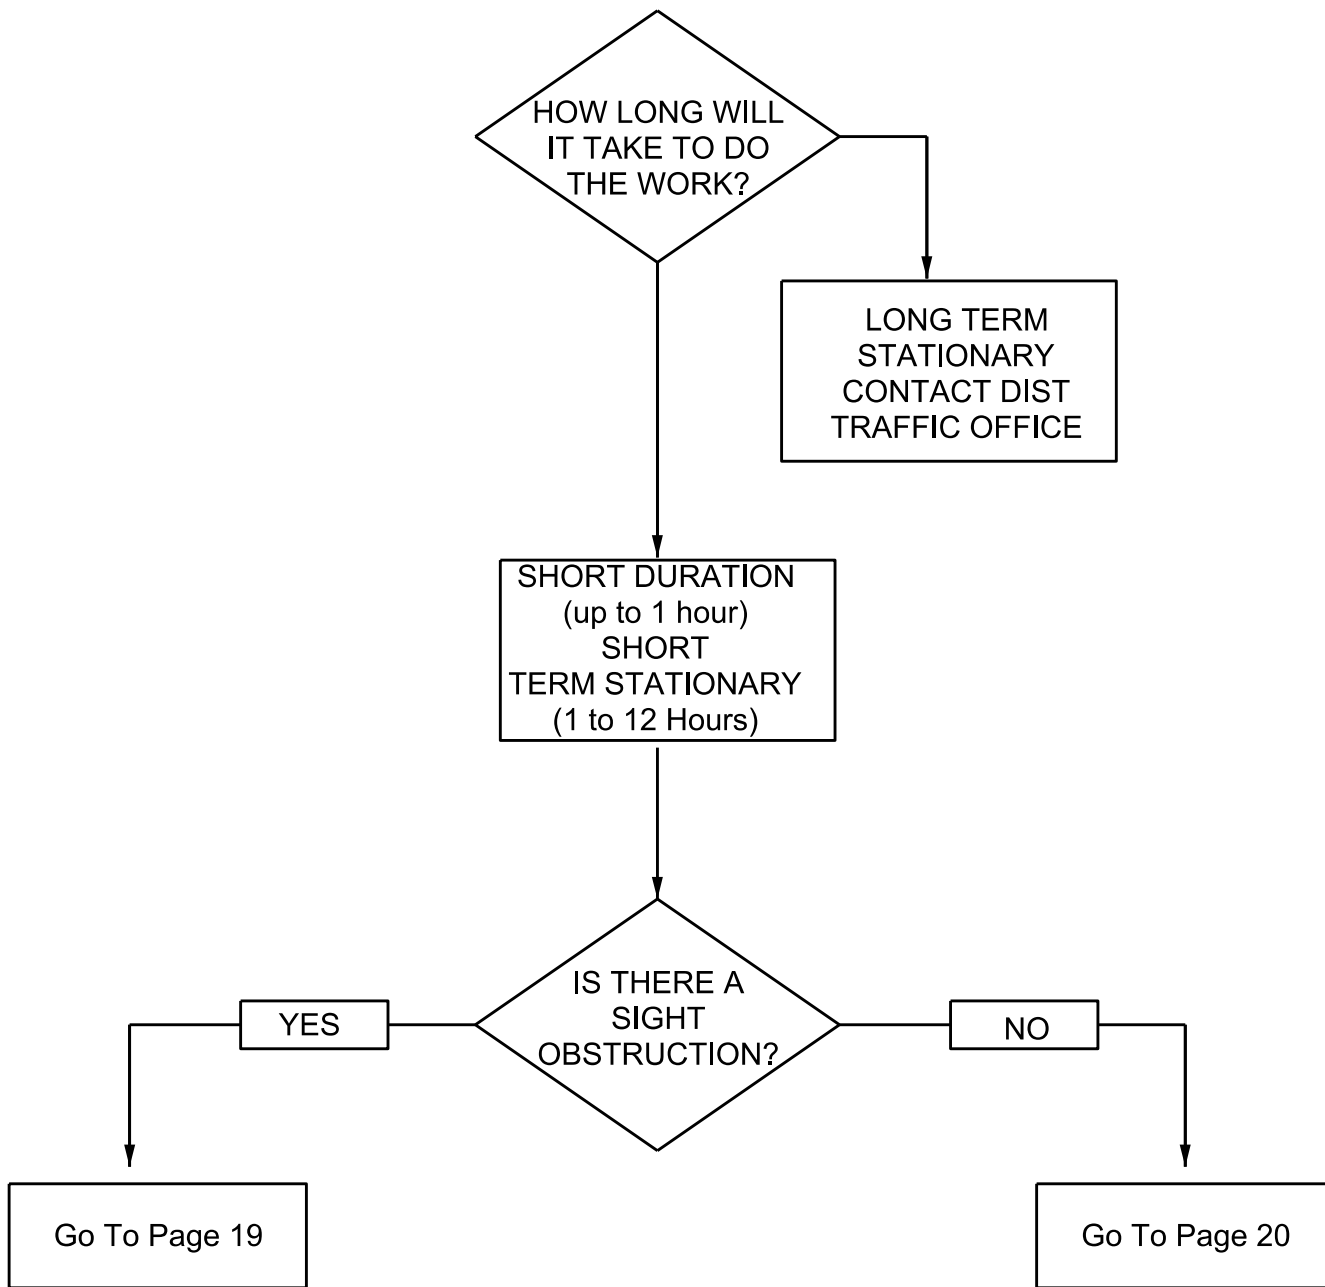 HOW LONG WILL
IT TAKE TO DO
THE WORK?
LONG TERM
STATIONARY
CONTACT DIST
TRAFFIC OFFICE
SHORT DURATION
(up to 1 hour)
SHORT
TERM STATIONARY
(1 to 12 Hours)
IS THERE A
SIGHT
OBSTRUCTION?
YES
NO
Go To Page 19
Go To Page 20